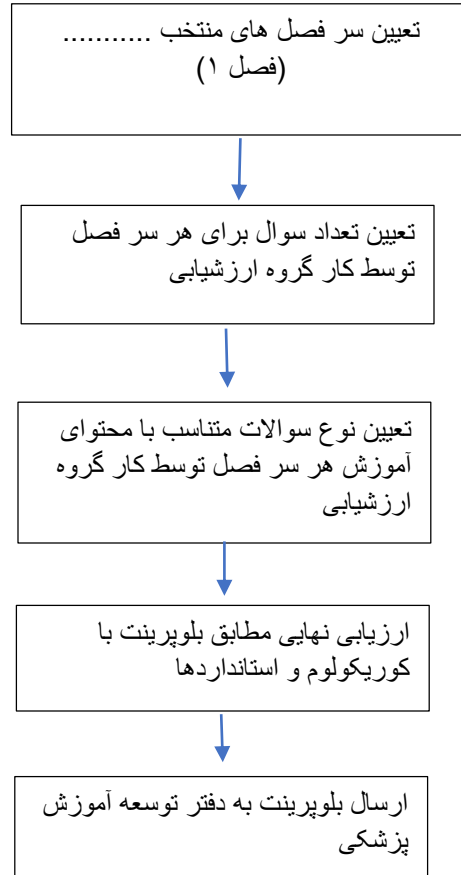 تعیین سر فصل های منتخب ...........
(فصل ۱)
تعیین تعداد سوال برای هر سر فصل
توسط کار گروه ارزشیابی
تعیین نوع سوالات متناسب با محتوای
آموزش هر سر فصل توسط کار گروه
ارزشیابی
ارزیابی نهایی مطابق بلوپرینت با
کوریکولوم و استانداردها
ارسال بلوپرینت به دفتر توسعه آموزش
پزشکی